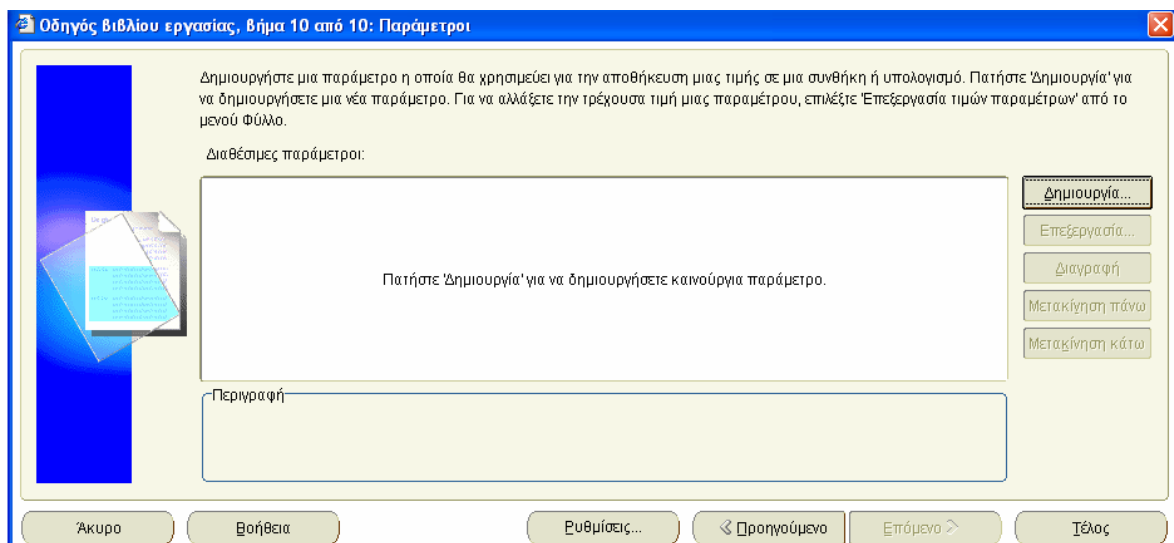 Οδηγός βιβλίου εργασίας, βήμα 10 από 10: Παράμετροι
Δημιουργήστε μια παράμετρο η οποία θα χρησιμεύει για την αποθήκευση μιας τιμής σε μια συνθήκη ή υπολογισμό. Πατήστε 'Δημιουργία' για
να δημιουργήσετε μια νέα παράμετρο. Για να αλλάξετε την τρέχουσα τιμή μιας παραμέτρου, επιλέξτε 'Επεξεργασία τιμών παραμέτρων' από το
μενού Φύλλο.
Διαθέσιμες παράμετροι:
Δημιουργία...
Επεξεργασία...
Πατήστε 'Δημιουργία' για να δημιουργήσετε καινούργια παράμετρο.
Διαγραφή
Μετακίνηση πάνω
Μετακίνηση κάτω
Περιγραφή
Άκυρο Βοήθεια Ρυθμίσεις... Προηγούμενο Επόμενο Τέλος